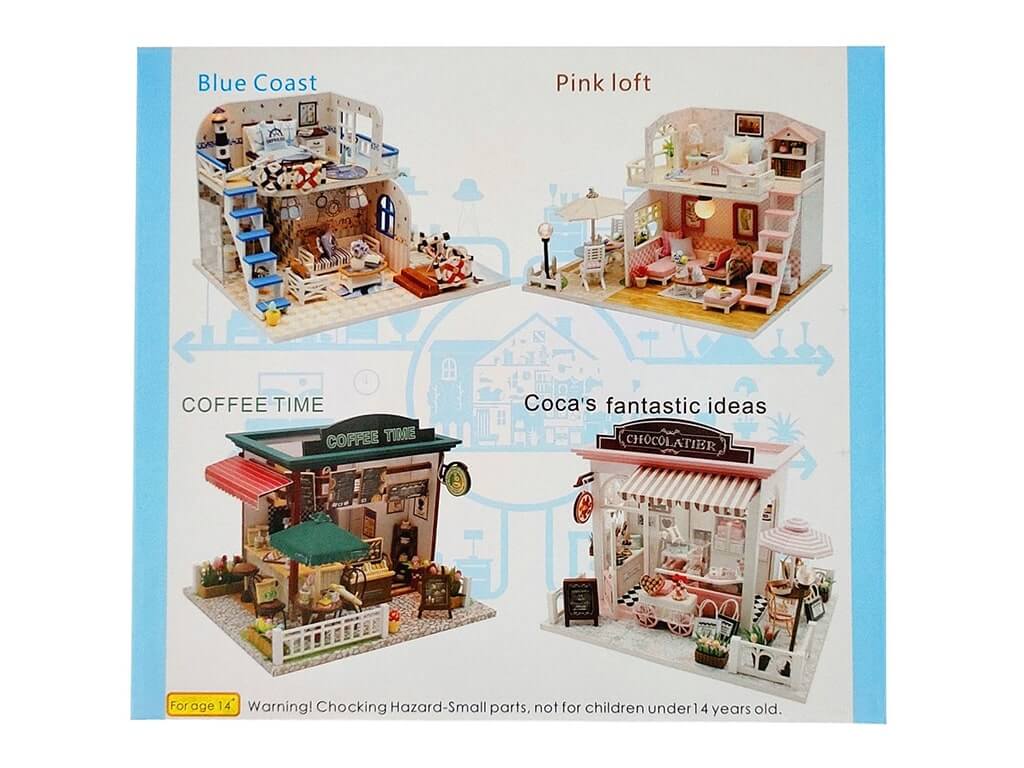 Blue Coast
Pink loft
COFFEE TIME
Coca's fantastic ideas
COFFEE TIME
CHOCOLATIER
For age 14+
Warning! Chocking Hazard-Small parts, not for children under14 years old.